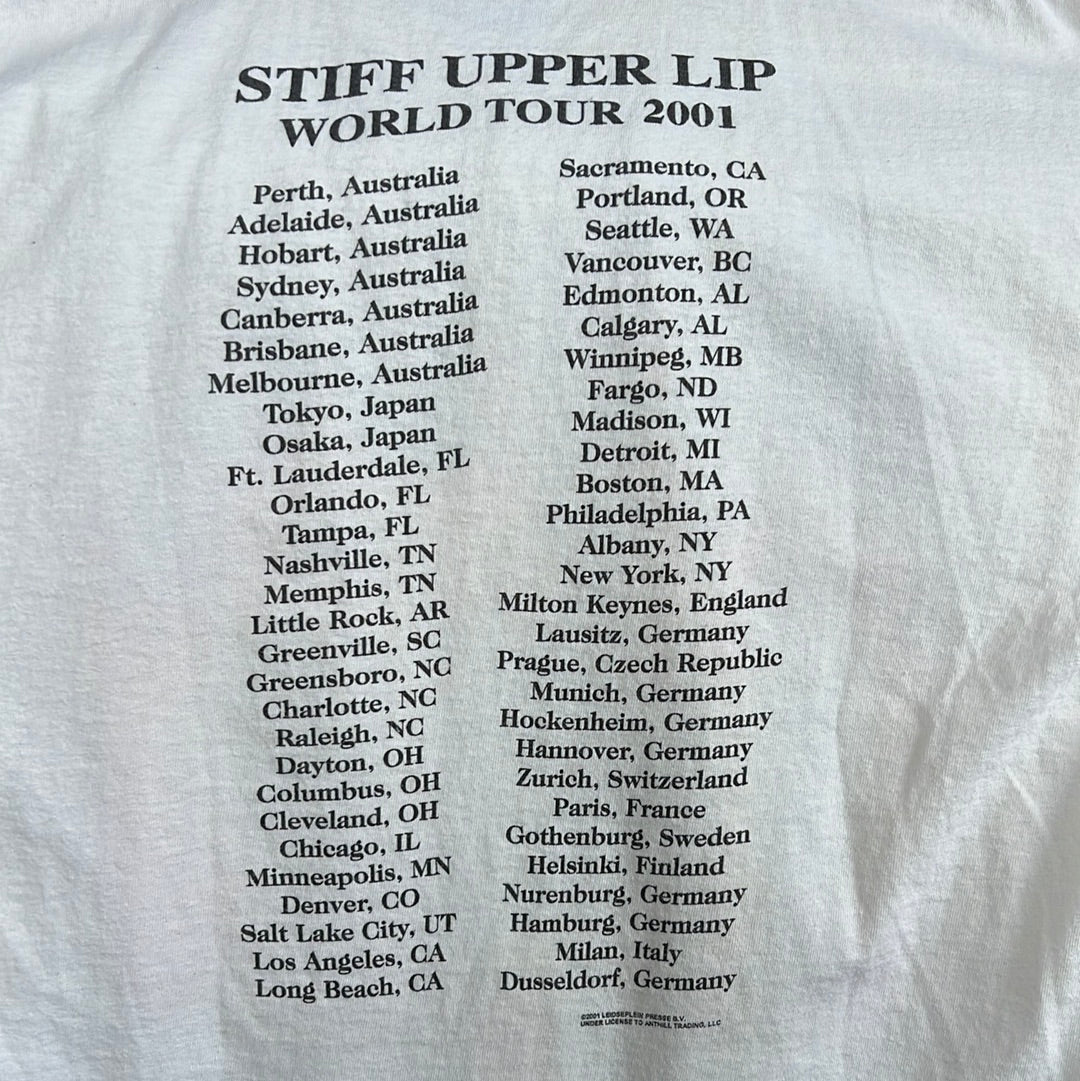 STIFF UPPER LIP
WORLD TOUR 2001
Perth, Australia
Adelaide, Australia
Hobart, Australia
Sydney, Australia
Canberra, Australia
Brisbane, Australia
Melbourne, Australia
Tokyo, Japan
Osaka, Japan
Ft. Lauderdale, FL
Orlando, FL
Tampa, FL
Nashville, TN
Memphis, TN
Little Rock, AR
Greenville, SC
Greensboro, NC
Charlotte, NC
Raleigh, NC
Dayton, OH
Columbus, OH
Cleveland, OH
Chicago, IL
Minneapolis, MN
Denver, CO
Salt Lake City, UT
Los Angeles, CA
Long Beach, CA
Sacramento, CA
Portland, OR
Seattle, WA
Vancouver, BC
Edmonton, AL
Calgary, AL
Winnipeg, MB
Fargo, ND
Madison, WI
Detroit, MI
Boston, MA
Philadelphia, PA
Albany, NY
New York, NY
Milton Keynes, England
Lausitz, Germany
Prague, Czech Republic
Munich, Germany
Hockenheim, Germany
Hannover, Germany
Zurich, Switzerland
Paris, France
Gothenburg, Sweden
Helsinki, Finland
Nurenburg, Germany
Hamburg, Germany
Milan, Italy
Dusseldorf, Germany
©2001 LEIDSEPLEIN PRESSE B.V.
UNDER LICENSE TO ANTHILL TRADING, LLC